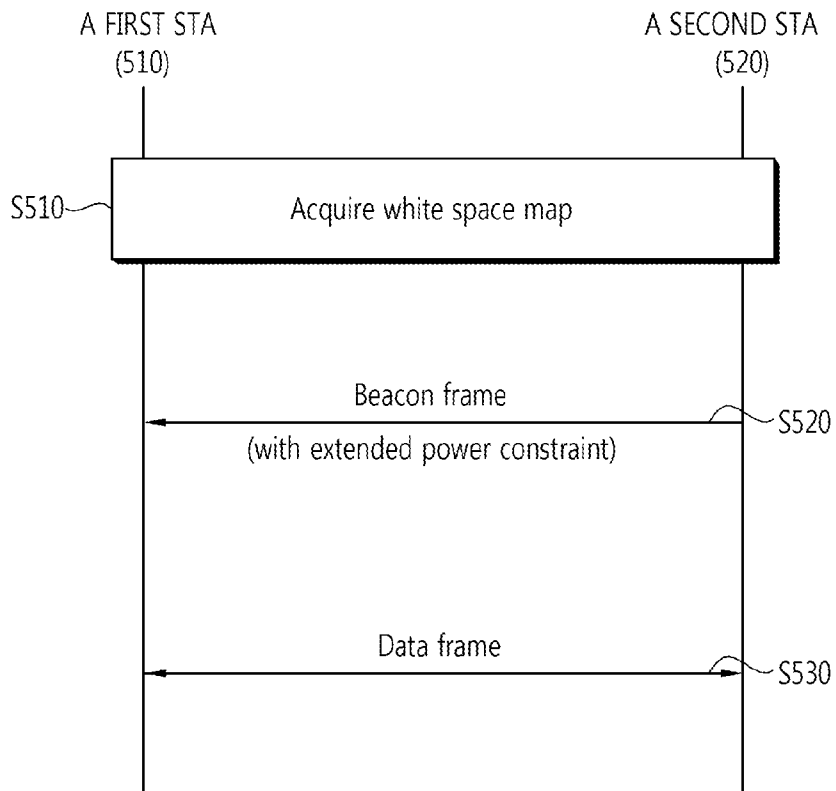 A FIRST STA
(510)
A SECOND STA
(520)
S510
Acquire white space map
Beacon frame
S520
(with extended power constraint)
Data frame
S530